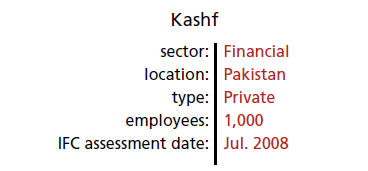 Kashf
sector: Financial
location: Pakistan
type: Private
employees: 1,000
IFC assessment date: Jul. 2008